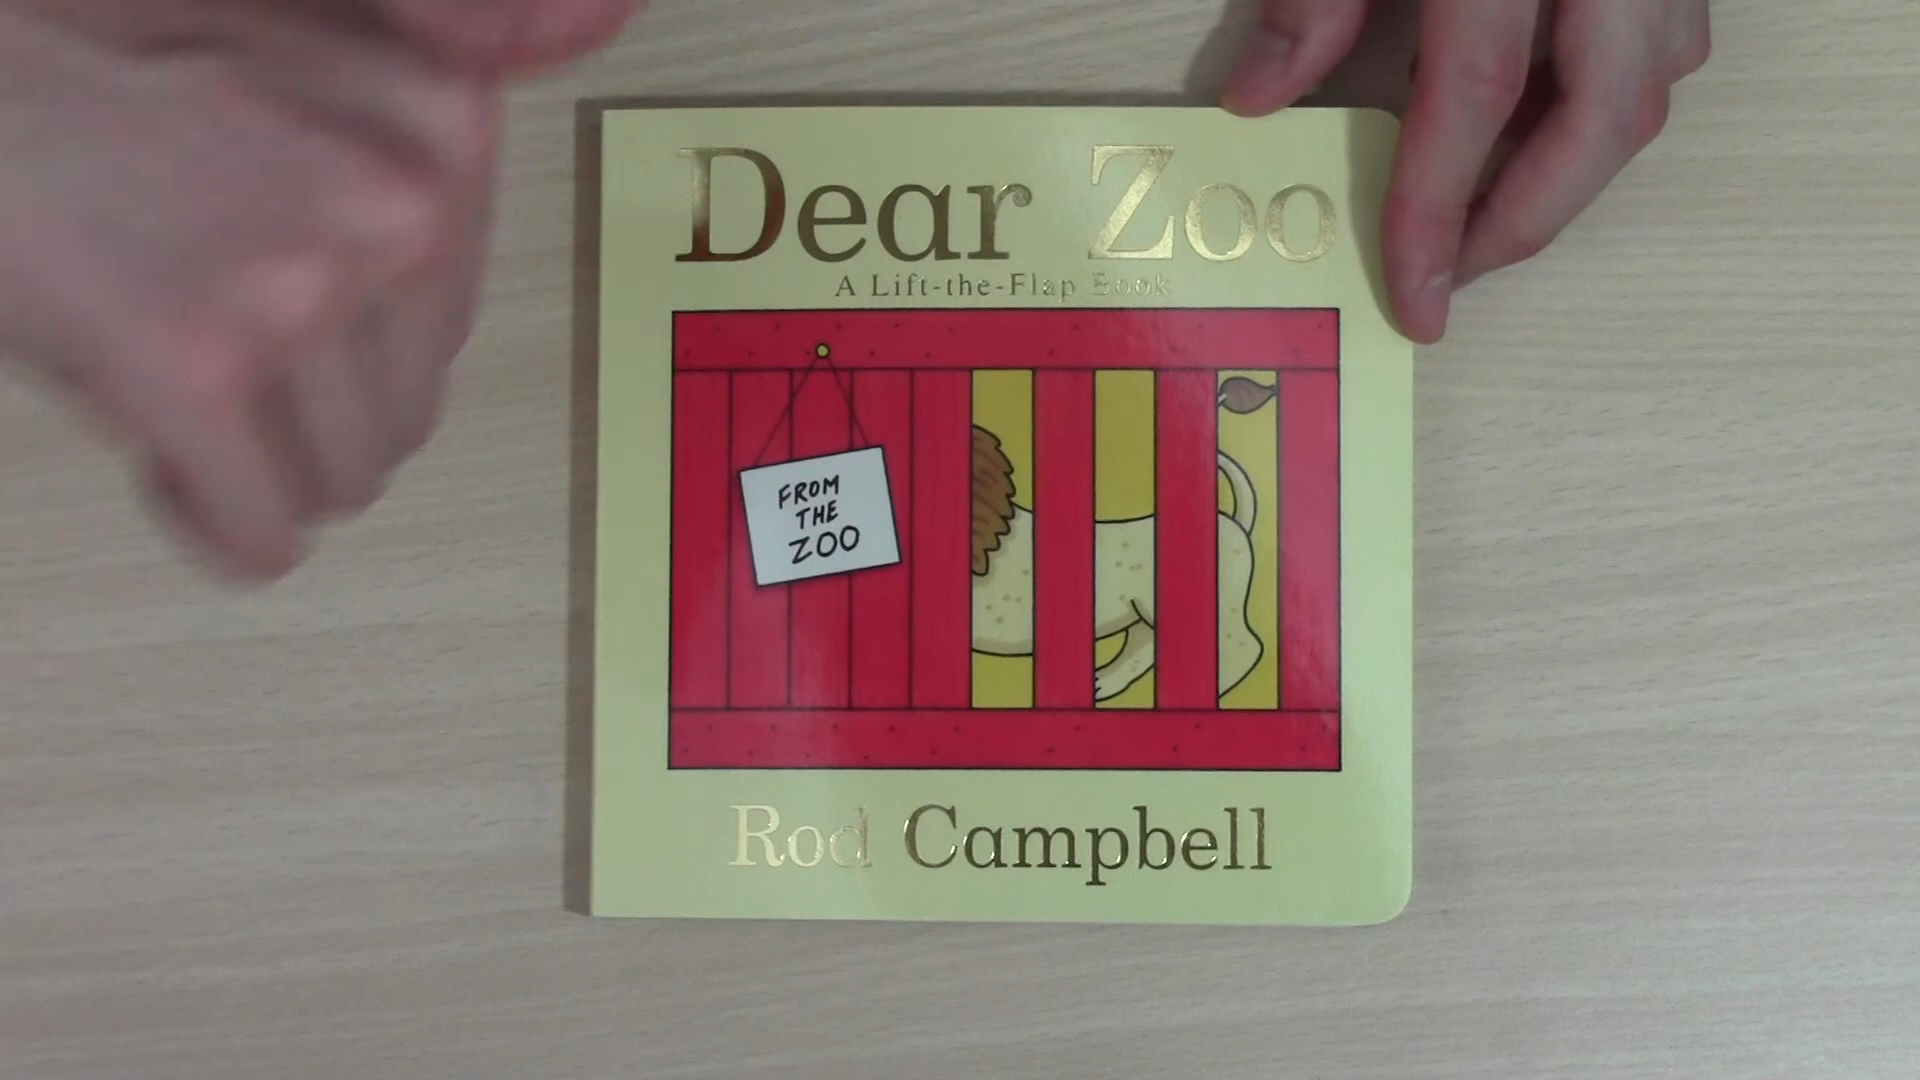 Dear Zoo
A Lift-the-Flap Book
FROM
THE
ZOO
Rod Campbell